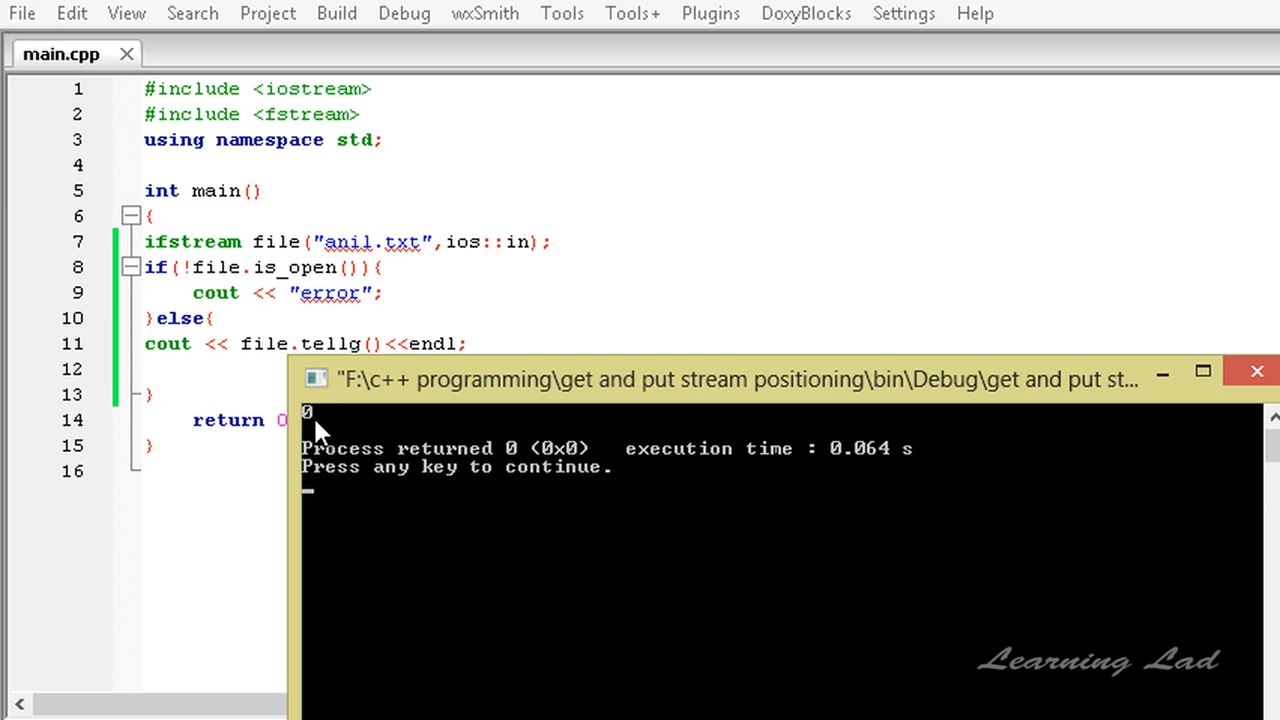 File Edit View Search Project Build Debug wxSmith Tools Tools+ Plugins DoxyBlocks Settings Help
main.cpp
1 #include <iostream>
2 #include <fstream>
3 using namespace std;
4
5 int main()
6 {
7 ifstream file("anil.txt",ios::in);
8 if(!file.is_open()){
9 cout << "error";
10 }else{
11 cout << file.tellg()<<endl;
12
13 }
14 return 0
15 }
16
"F:\c++ programming\get and put stream positioning\bin\Debug\get and put st...
0
Process returned 0 (0x0) execution time : 0.064 s
Press any key to continue.
Learning Lad